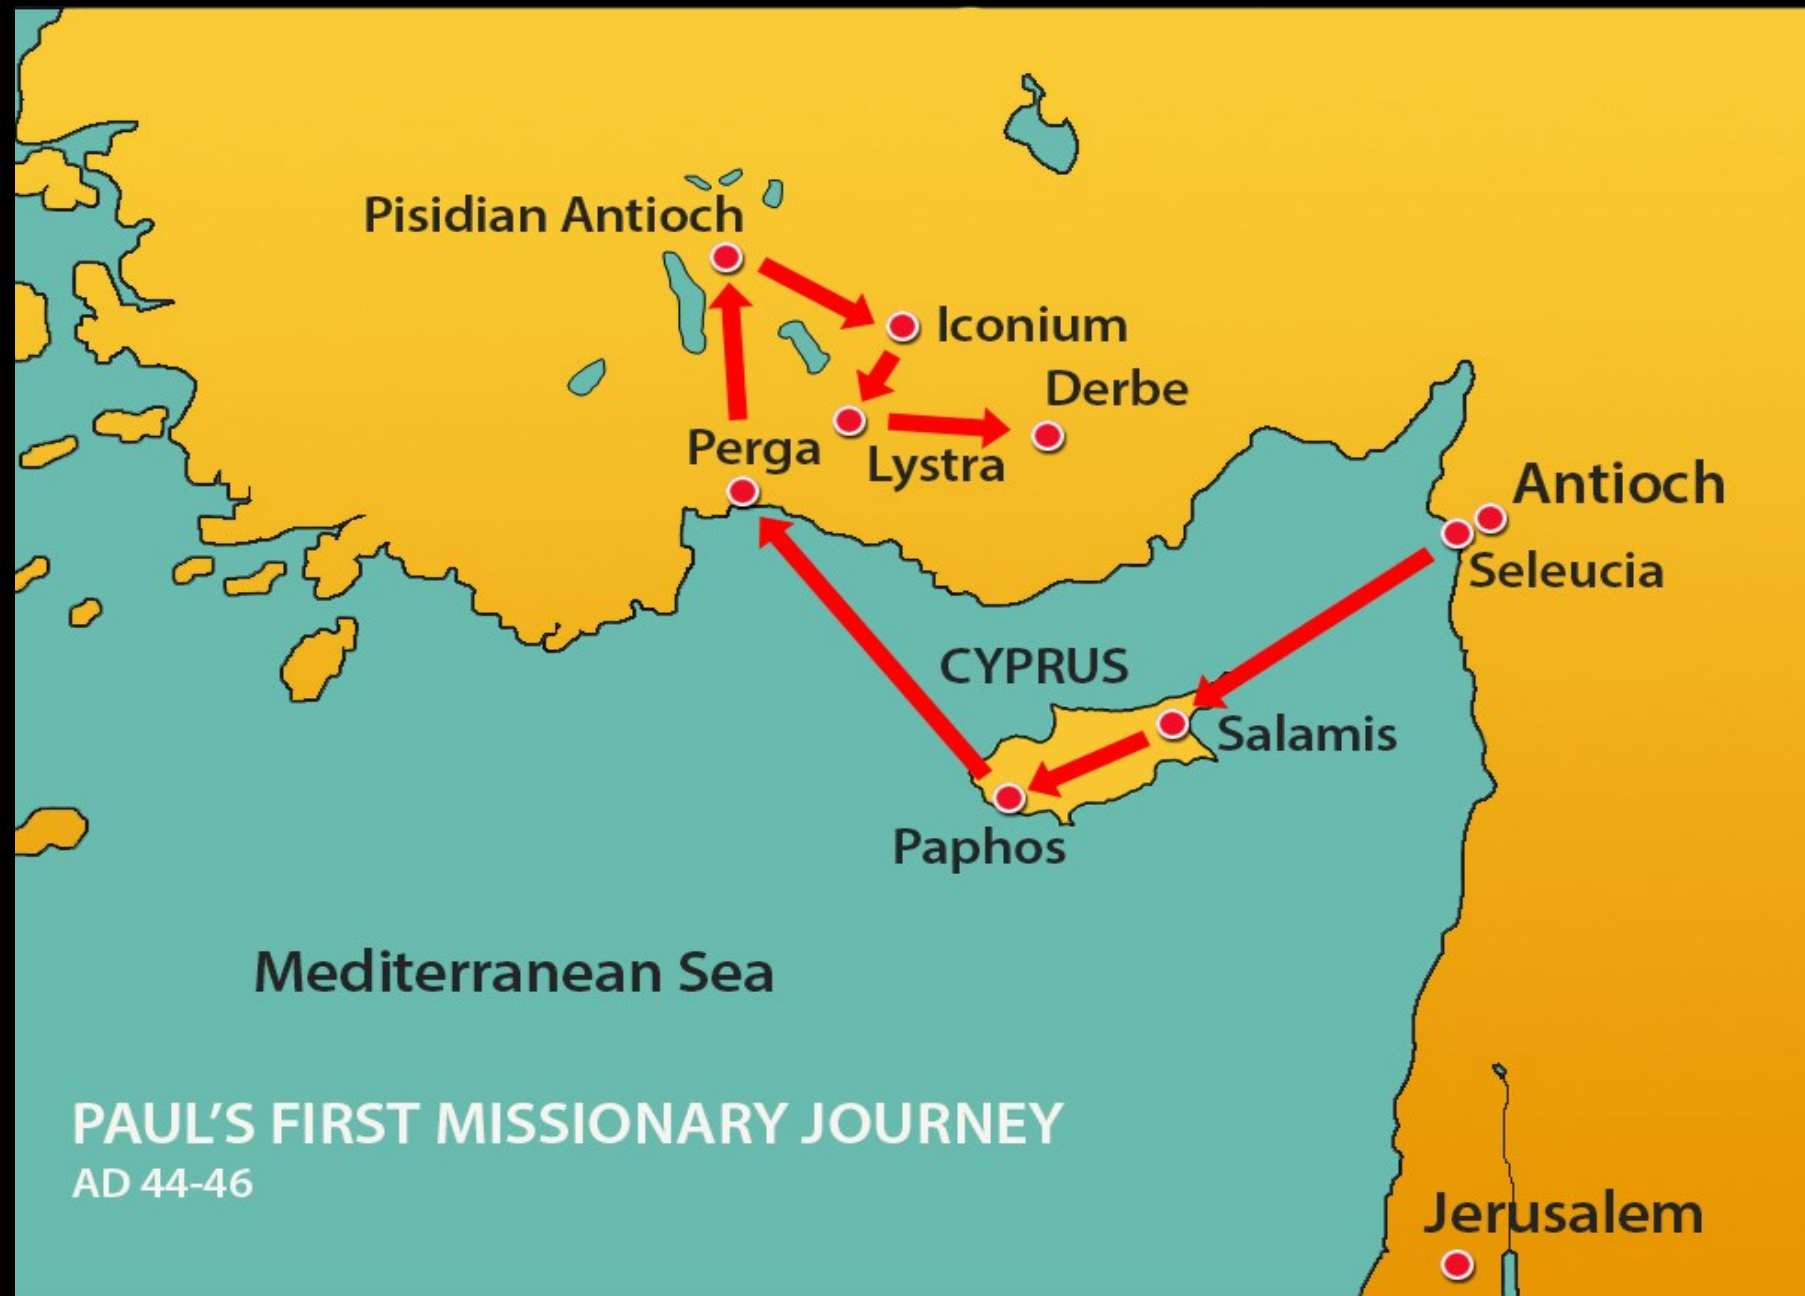 Pisidian Antioch
Iconium
Derbe
Perga
Lystra
Antioch
Seleucia
CYPRUS
Salamis
Paphos
Mediterranean Sea
PAUL'S FIRST MISSIONARY JOURNEY
AD 44-46
Jerusalem